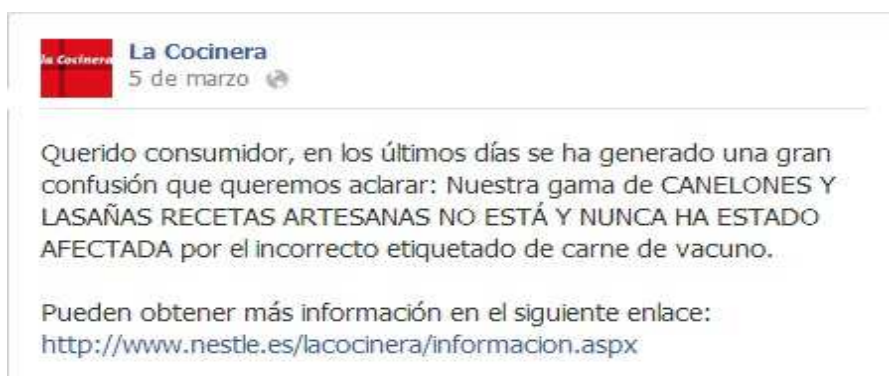 la Cocinera
La Cocinera
5 de marzo
Querido consumidor, en los últimos días se ha generado una gran
confusión que queremos aclarar: Nuestra gama de CANELONES Y
LASAÑAS RECETAS ARTESANAS NO ESTÁ Y NUNCA HA ESTADO
AFECTADA por el incorrecto etiquetado de carne de vacuno.
Pueden obtener más información en el siguiente enlace:
http://www.nestle.es/lacocinera/informacion.aspx